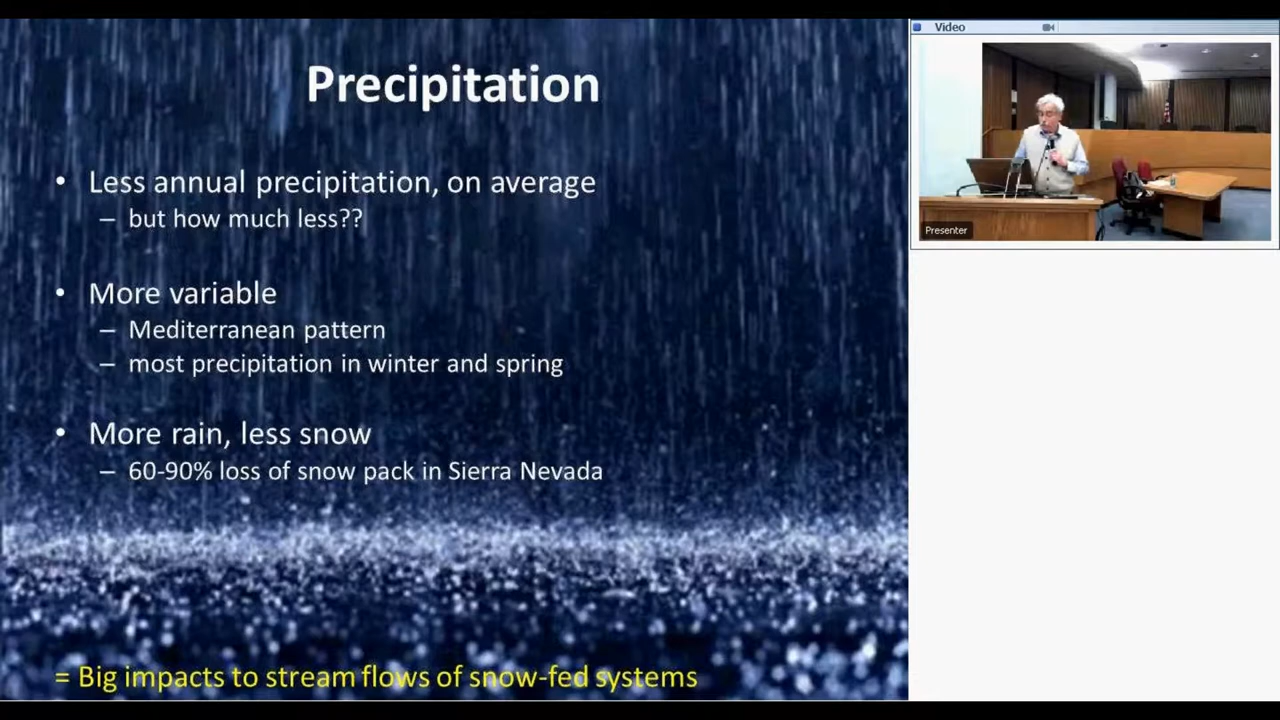 Precipitation
• Less annual precipitation, on average
– but how much less??
• More variable
– Mediterranean pattern
– most precipitation in winter and spring
• More rain, less snow
– 60-90% loss of snow pack in Sierra Nevada
= Big impacts to stream flows of snow-fed systems
Video
Presenter